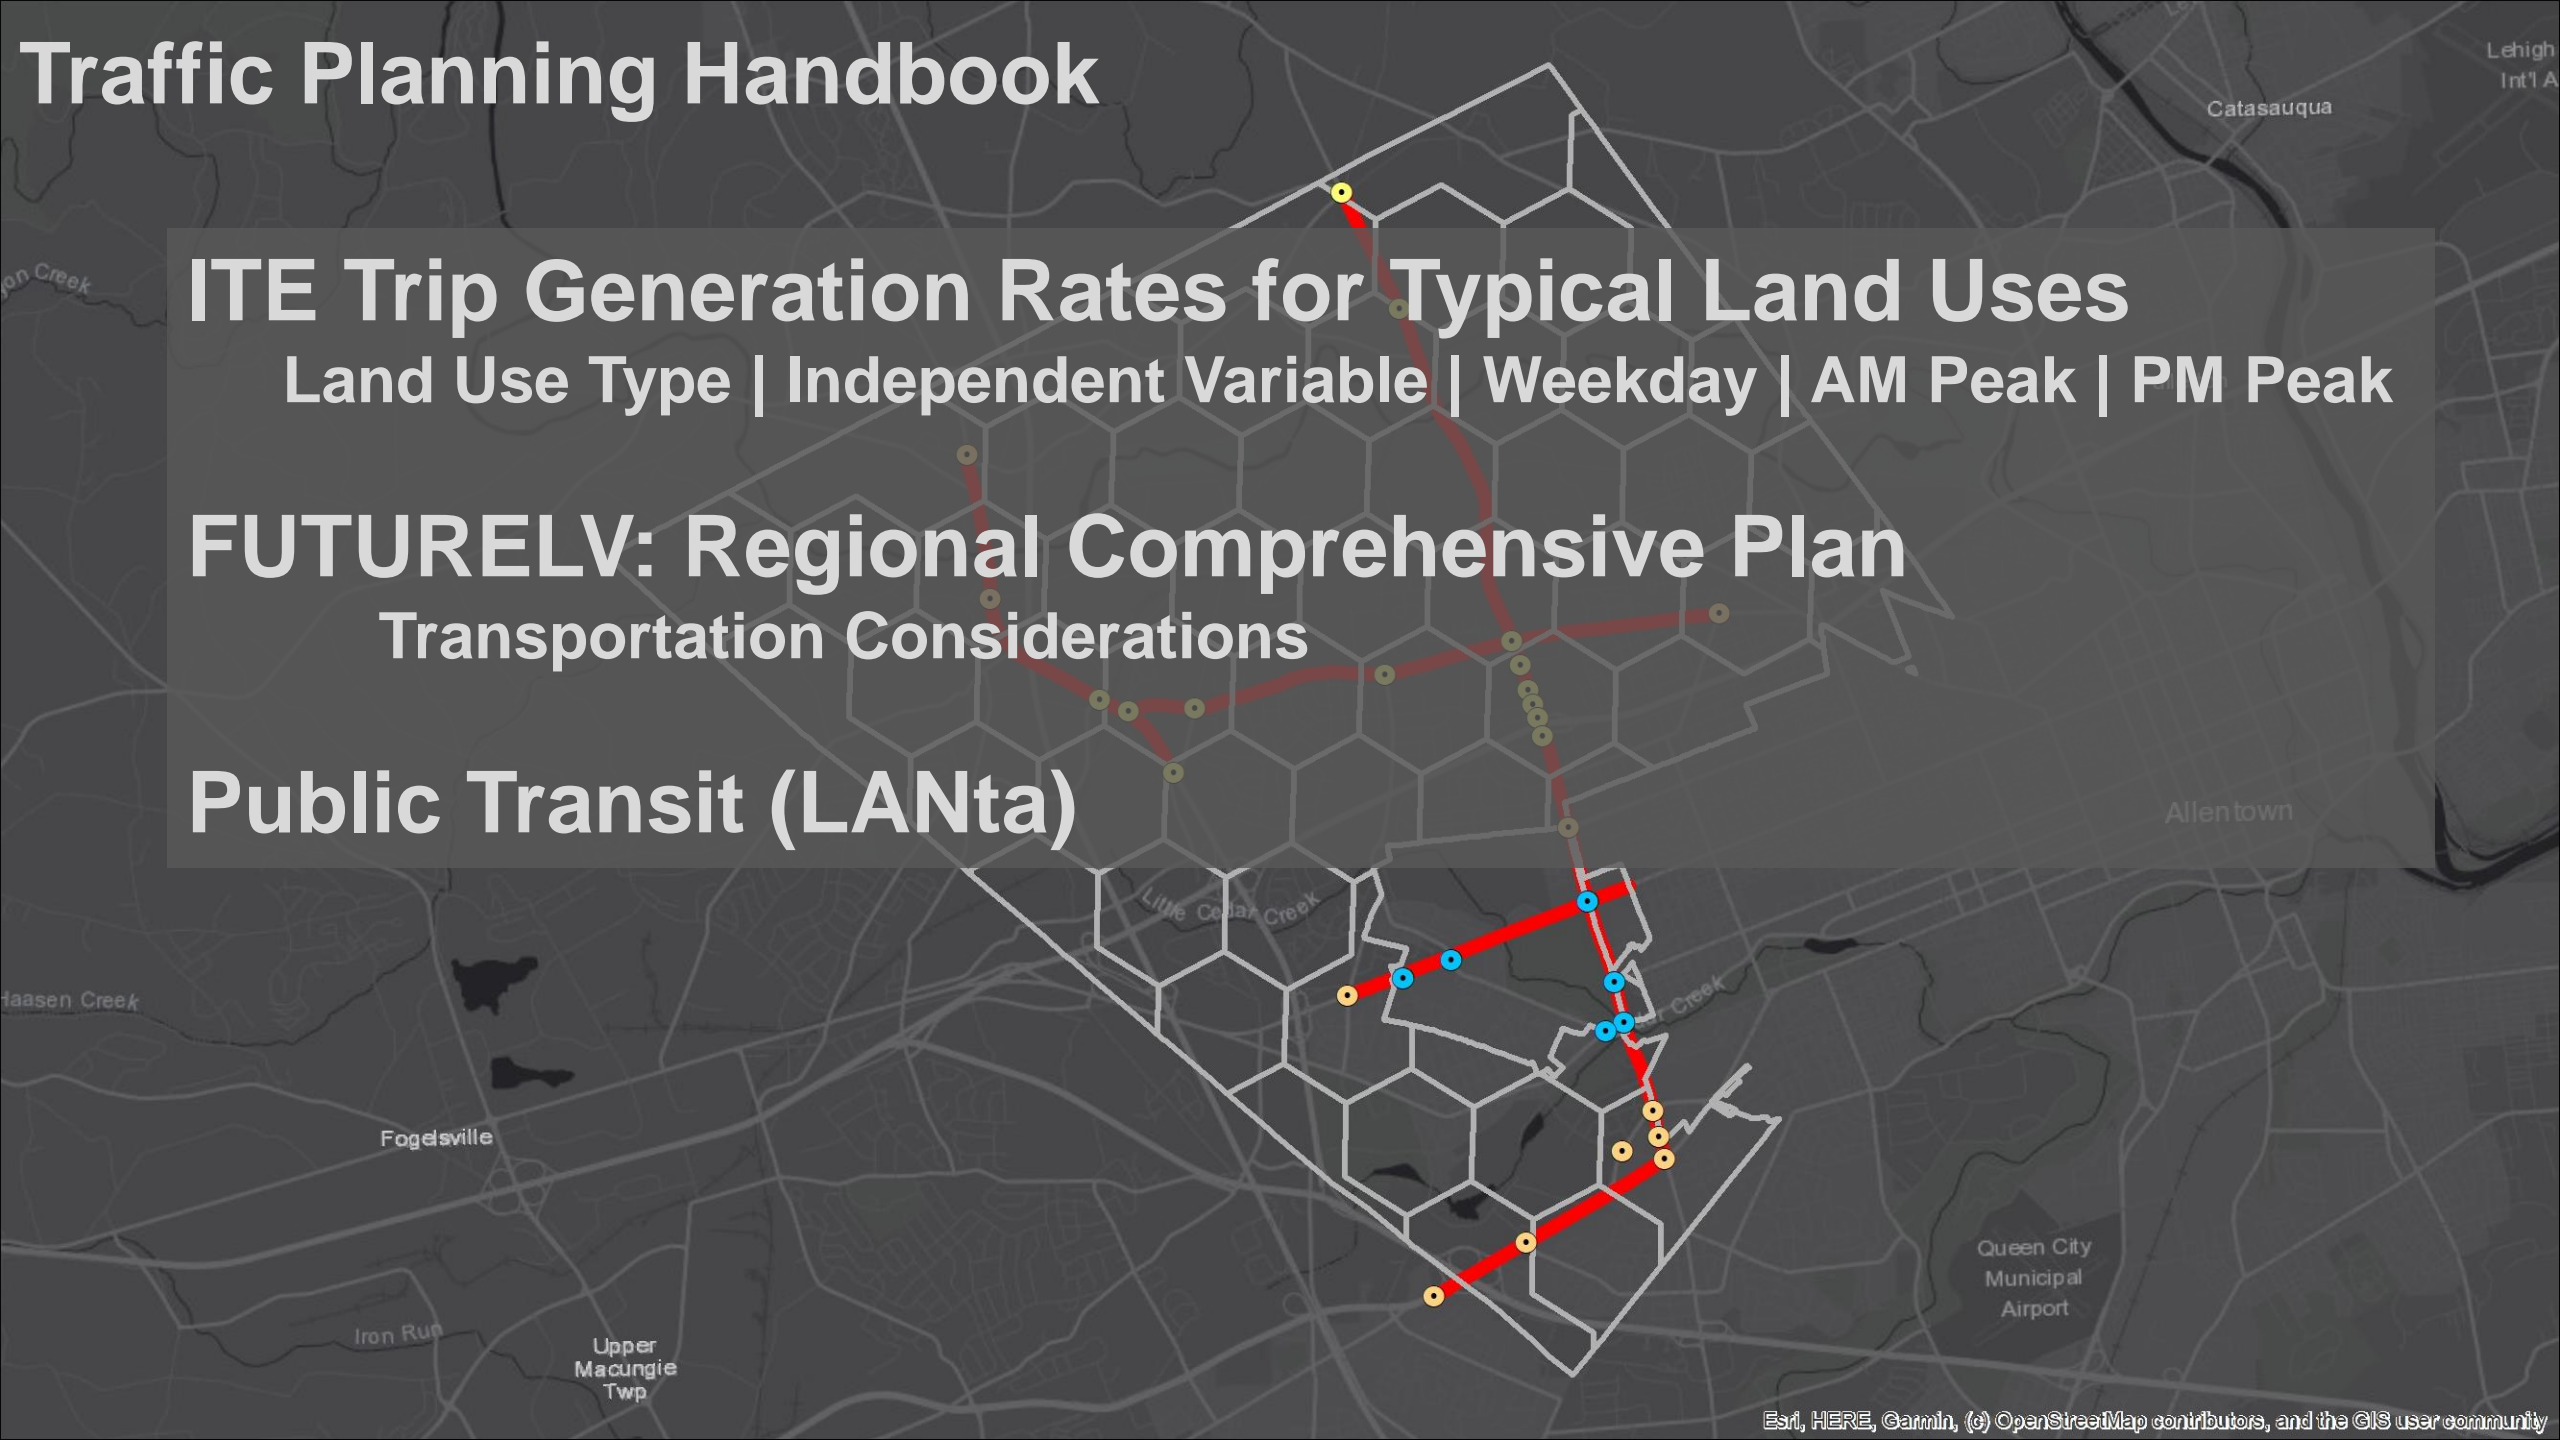 Traffic Planning Handbook
Lehigh
Int'l A
Catasauqua
ITE Trip Generation Rates for Typical Land Uses
on Creek
Land Use Type | Independent Variable | Weekday | AM Peak | PM Peak
FUTURELV: Regional Comprehensive Plan
Transportation Considerations
Public Transit (LANta)
Allentown
Little Cedar Creek
Haasen Creek
Creek
Fogelsville
Queen City
Municipal
Airport
Iron Run
Upper
Macungie
Twp
Esri, HERE, Garmin, (c) OpenStreetMap contributors, and the GIS user community